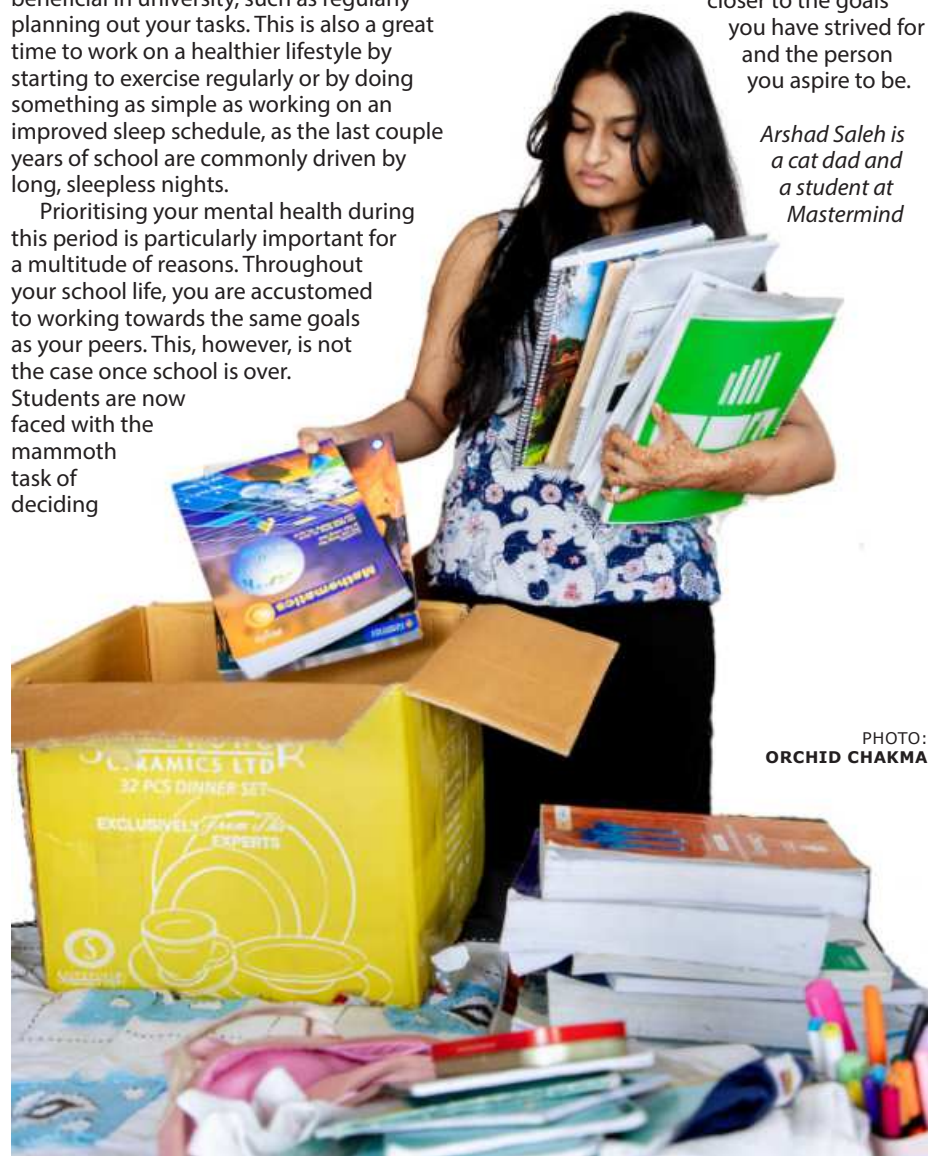 beneficial in university, such as regularly
planning out your tasks. This is also a great
time to work on a healthier lifestyle by
starting to exercise regularly or by doing
something as simple as working on an
improved sleep schedule, as the last couple
years of school are commonly driven by
long, sleepless nights.
Prioritising your mental health during
this period is particularly important for
a multitude of reasons. Throughout
your school life, you are accustomed
to working towards the same goals
as your peers. This, however, is not
the case once school is over.
Students are now
faced with the
mammoth
task of
deciding
closer to the goals
you have strived for
and the person
you aspire to be.
Arshad Saleh is
a cat dad and
a student at
Mastermind
Mathematics
PHOTO:
ORCHID CHAKMA
CERAMICS LTD
32 PCS DINNER SET
EXCLUSIVELY From The
EXPERTS